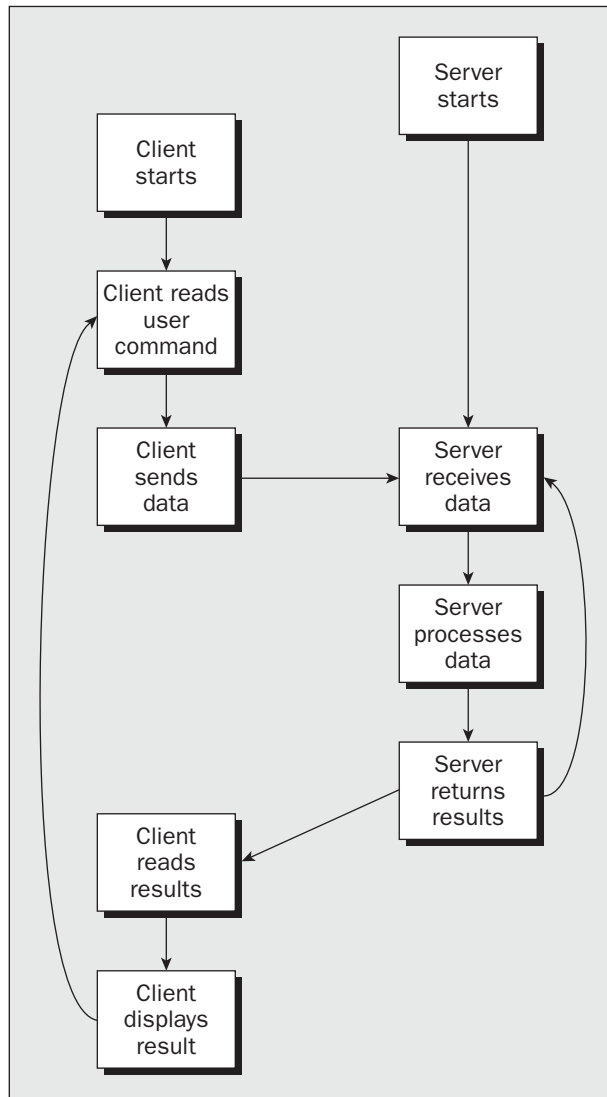 Server
starts
Client
starts
Client reads
user
command
Client
sends
data
Server
receives
data
Server
processes
data
Server
returns
results
Client
reads
results
Client
displays
result